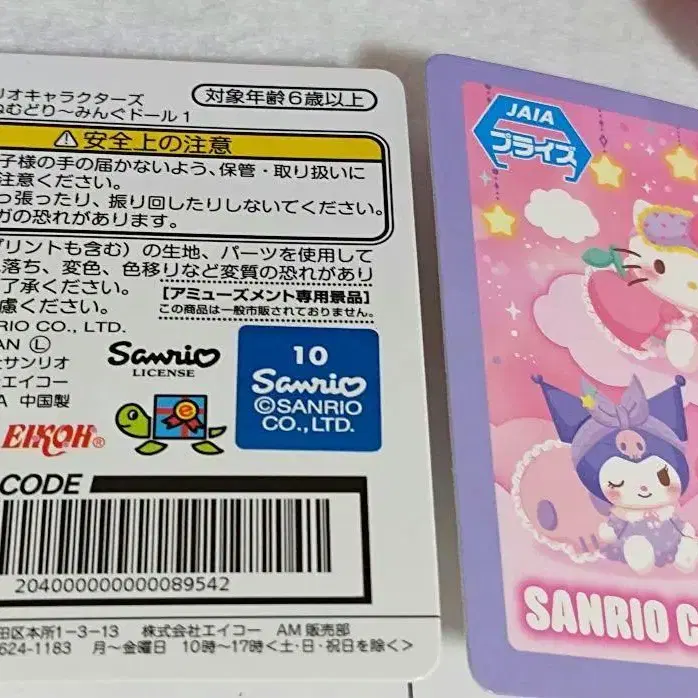 リオキャラクターズ
ねむどり～みんぐドール1
対象年齢6歳以上
⚠安全上の注意
子様の手の届かないよう、保管・取り扱いに
注意ください。
っ張ったり、振り回したりしないでください。
ガの恐れがあります。
プリントも含む）の生地、パーツを使用して
落ち、変色、色移りなど変質の恐れがあり
了承ください。
慮ください。
【アミューズメント専用景品】
この商品は一般市販されておりません。
RIO CO., LTD.
AN Ⓛ
サンリオ
エイコー
A 中国製
Sanrio
LICENSE
10
Sanrio
©SANRIO
CO., LTD.
EIKOH®
e
CODE
2040000000000089542
田区本所1-3-13 株式会社エイコー AM販売部
624-1183 月～金曜日 10時～17時<土・日・祝日を除く>
JAIA
プライズ
SANRIO C